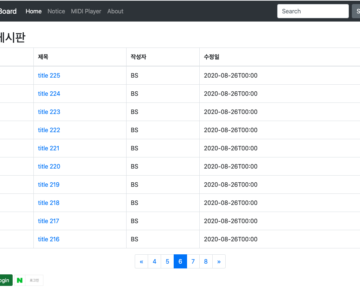 Board Home Notice MIDI Player About Search
게시판
제목 작성자 수정일
title 225 BS 2020-08-26T00:00
title 224 BS 2020-08-26T00:00
title 223 BS 2020-08-26T00:00
title 222 BS 2020-08-26T00:00
title 221 BS 2020-08-26T00:00
title 220 BS 2020-08-26T00:00
title 219 BS 2020-08-26T00:00
title 218 BS 2020-08-26T00:00
title 217 BS 2020-08-26T00:00
title 216 BS 2020-08-26T00:00
« 4 5 6 7 8 »
ogin N